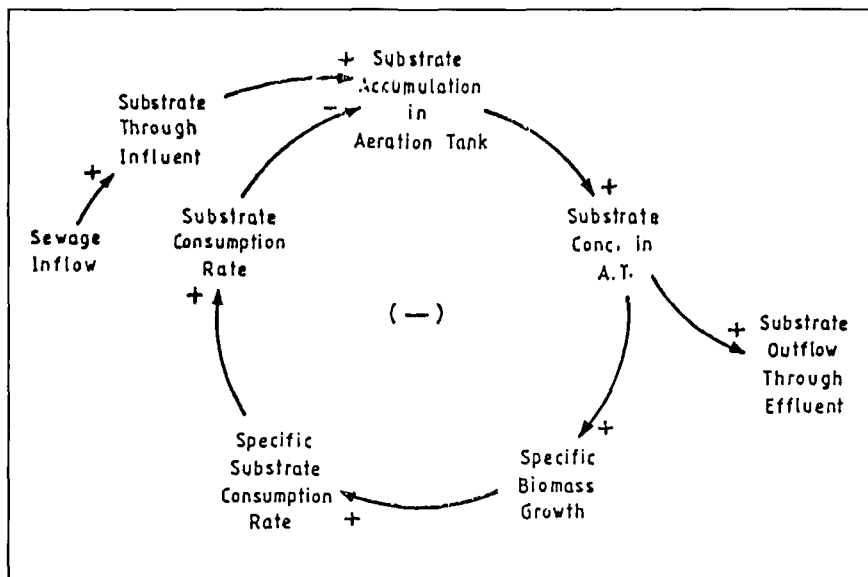 +
Substrate
Accumulation
in
Aeration Tank
-
Substrate
Through
Influent
+
Sewage
Inflow
Substrate
Consumption
Rate
+
+
Substrate
Conc. in
A.T.
(—)
+
Substrate
Outflow
Through
Effluent
+
Specific
Biomass
Growth
Specific
Substrate
Consumption
Rate
+